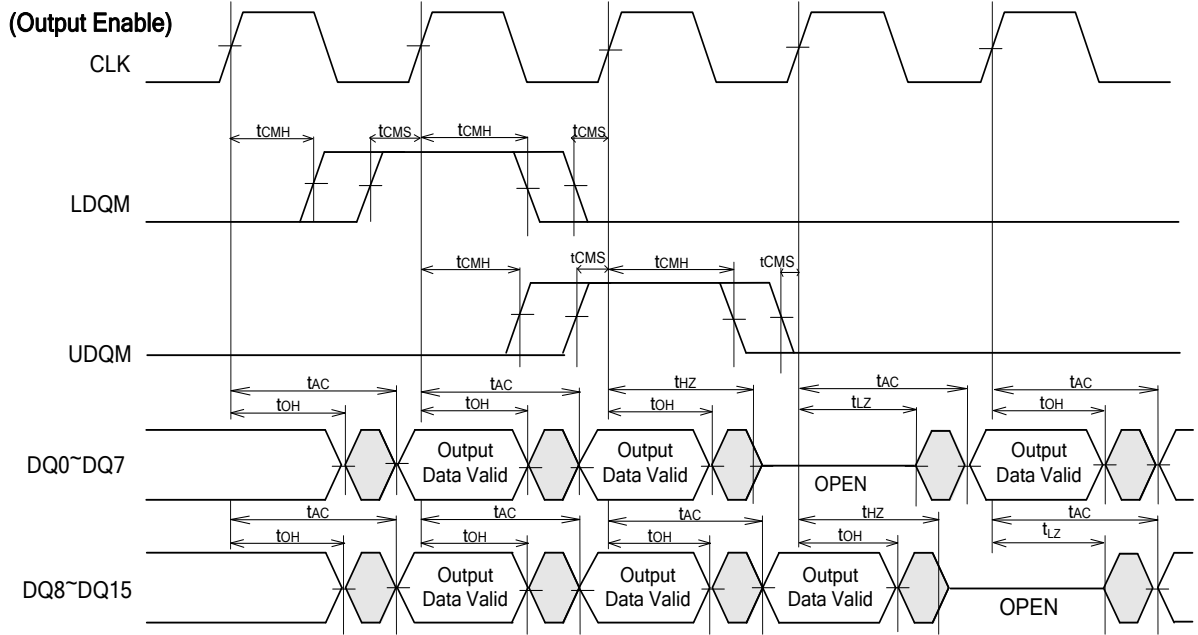 (Output Enable)
CLK
tCMH tCMS tCMH tCMS
LDQM
tCMH tCMS tCMH tCMS
UDQM
tAC tAC tHZ tAC tAC
tOH tOH tOH tLZ tOH
DQ0~DQ7
Output Data Valid
Output Data Valid
OPEN
Output Data Valid
tAC tAC tAC tHZ tAC
tOH tOH tOH tOH tLZ
DQ8~DQ15
Output Data Valid
Output Data Valid
Output Data Valid
OPEN